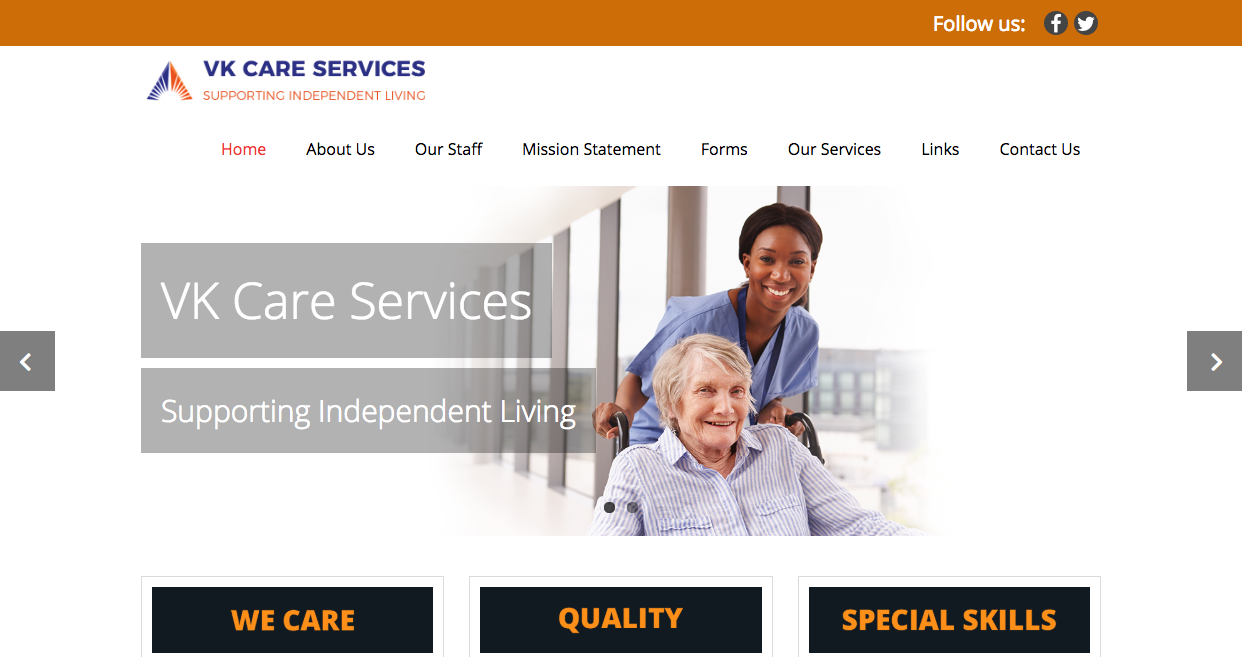 Follow us:
VK CARE SERVICES
SUPPORTING INDEPENDENT LIVING
Home About Us Our Staff Mission Statement Forms Our Services Links Contact Us
VK Care Services
Supporting Independent Living
WE CARE QUALITY SPECIAL SKILLS